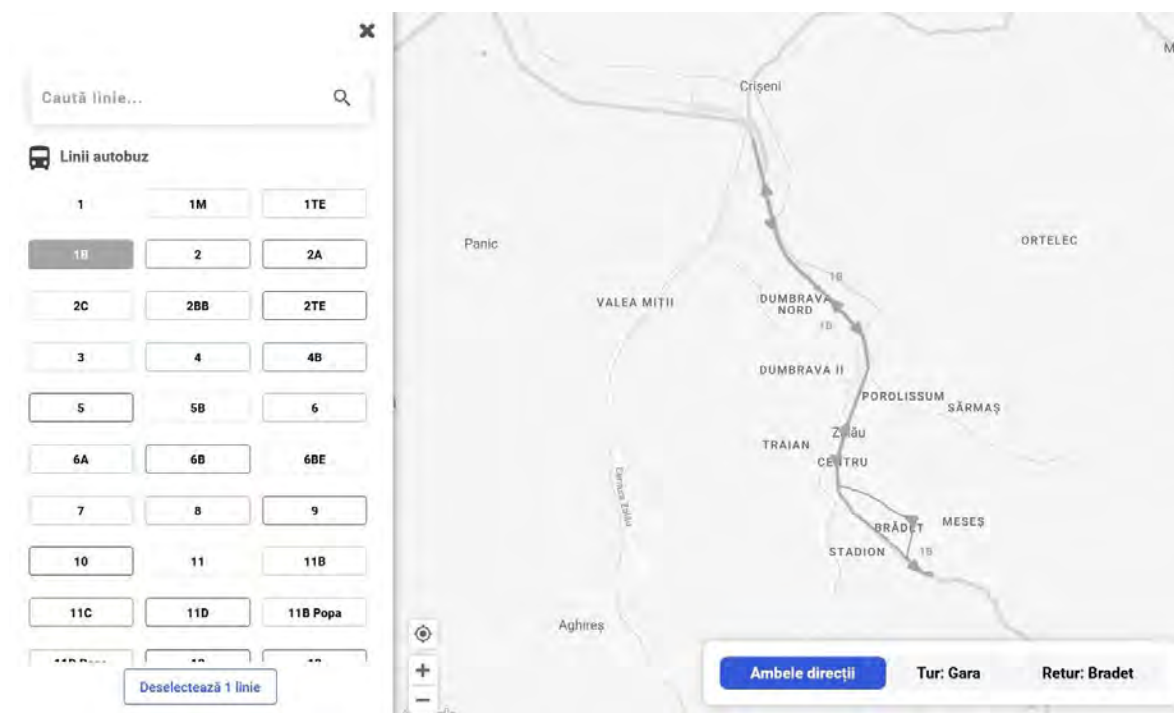 Caută linie...
Linii autobuz
1 1M 1TE
1B 2 2A
2C 2BB 2TE
3 4 4B
5 5B 6
6A 6B 6BE
7 8 9
10 11 11B
11C 11D 11B Popa
Deselectează 1 linie
Crișeni
M
Panic
ORTELEC
1B
VALEA MIȚII
DUMBRAVA
NORD
DUMBRAVA II
POROLISSUM
SĂRMAȘ
Zalău
TRAIAN
CENTRU
MESEȘ
BRĂDET
STADION
1B
Aghireș
Ambele direcții
Tur: Gara
Retur: Bradet